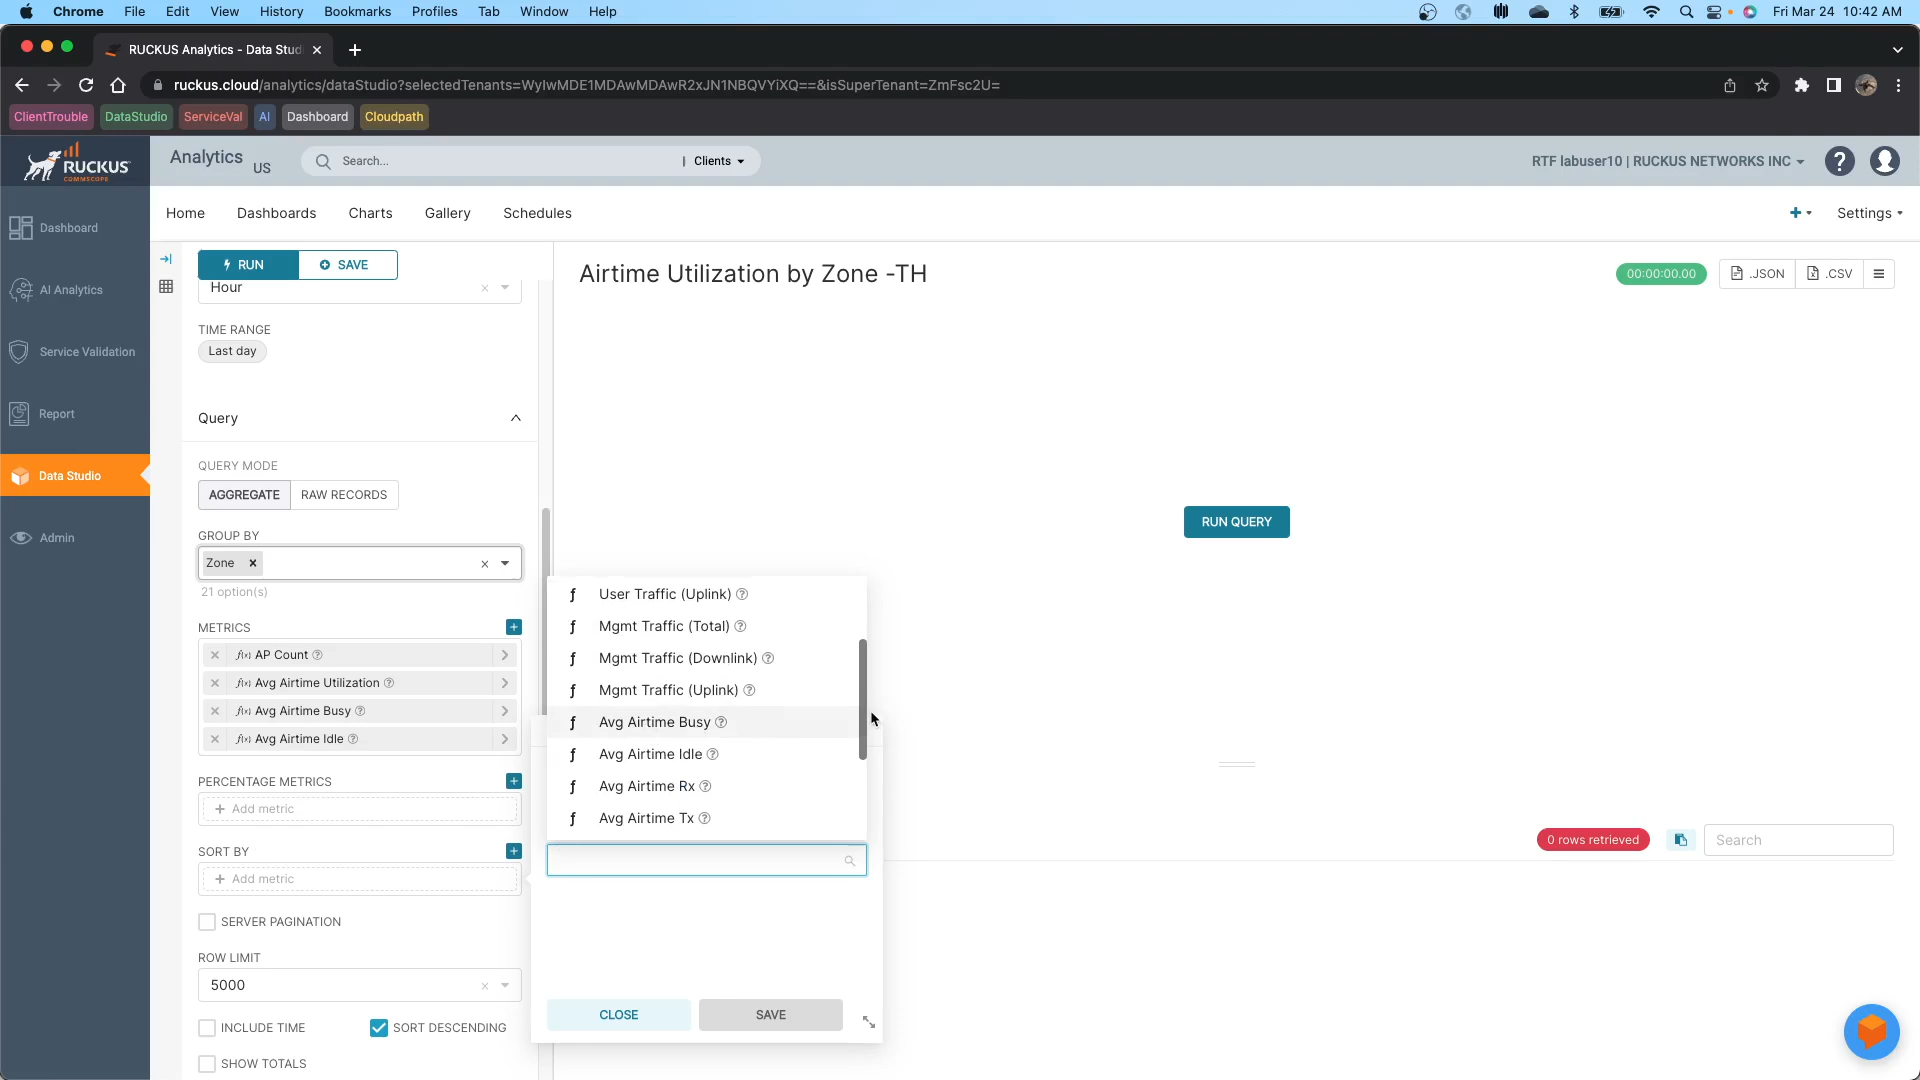 Chrome File Edit View History Bookmarks Profiles Tab Window Help Fri Mar 24 10:42 AM
RUCKUS Analytics - Data Stud
ruckus.cloud/analytics/dataStudio?selectedTenants=WyIwMDE1MDAwMDAwR2xJN1NBQVYiXQ==&isSuperTenant=ZmFsc2U=
ClientTrouble DataStudio ServiceVal AI Dashboard Cloudpath
RUCKUS
COMMSCOPE
Analytics US Search... Clients RTF labuser10 | RUCKUS NETWORKS INC ?
Home Dashboards Charts Gallery Schedules + Settings
Dashboard
AI Analytics
Service Validation
Report
Data Studio
Admin
RUN SAVE
Hour
TIME RANGE
Last day
Query
QUERY MODE
AGGREGATE RAW RECORDS
GROUP BY
Zone
21 option(s)
METRICS
f(x) AP Count
f(x) Avg Airtime Utilization
f(x) Avg Airtime Busy
f(x) Avg Airtime Idle
PERCENTAGE METRICS
+ Add metric
SORT BY
+ Add metric
SERVER PAGINATION
ROW LIMIT
5000
INCLUDE TIME SORT DESCENDING
SHOW TOTALS
ƒ User Traffic (Uplink)
ƒ Mgmt Traffic (Total)
ƒ Mgmt Traffic (Downlink)
ƒ Mgmt Traffic (Uplink)
ƒ Avg Airtime Busy
ƒ Avg Airtime Idle
ƒ Avg Airtime Rx
ƒ Avg Airtime Tx
CLOSE SAVE
Airtime Utilization by Zone -TH
00:00:00.00 .JSON .CSV
RUN QUERY
0 rows retrieved Search